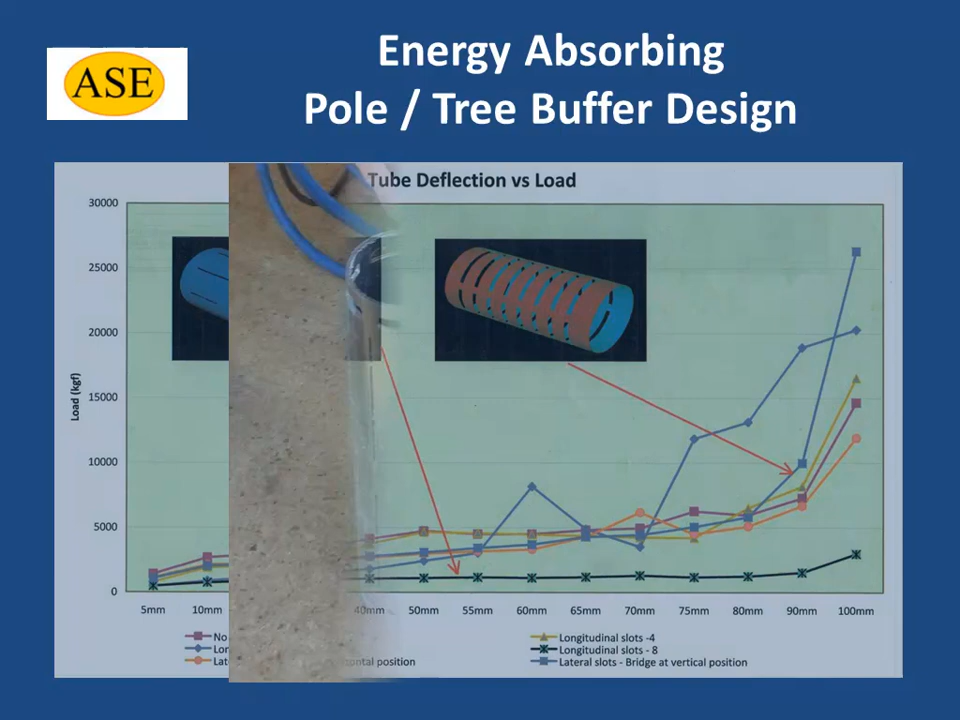 ASE
Energy Absorbing
Pole / Tree Buffer Design
Tube Deflection vs Load
30000
25000
20000
15000
10000
5000
0
Load (kgf)
5mm 10mm 40mm 50mm 55mm 60mm 65mm 70mm 75mm 80mm 90mm 100mm
No
Longitudinal slots -4
Longitudinal slots - 8
position
Lateral slots - Bridge at vertical position